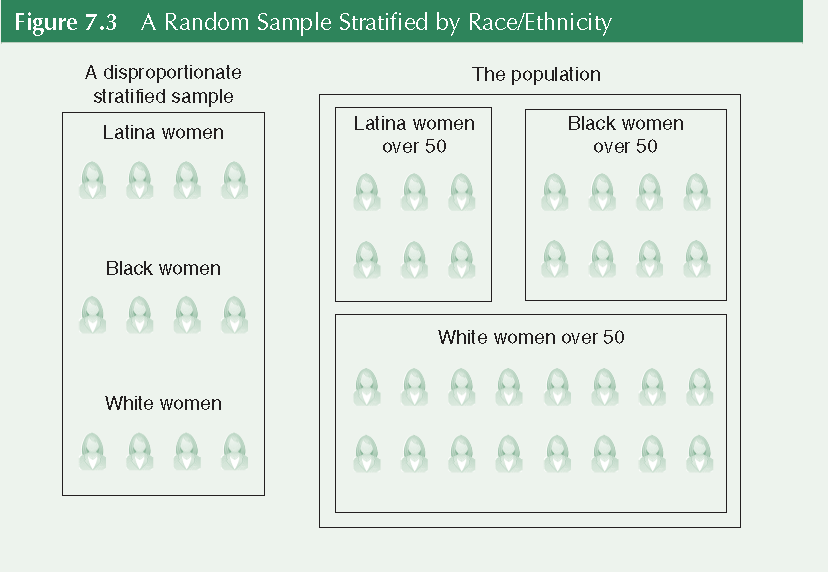 Figure 7.3 A Random Sample Stratified by Race/Ethnicity
A disproportionate
stratified sample
Latina women
Black women
White women
The population
Latina women
over 50
Black women
over 50
White women over 50